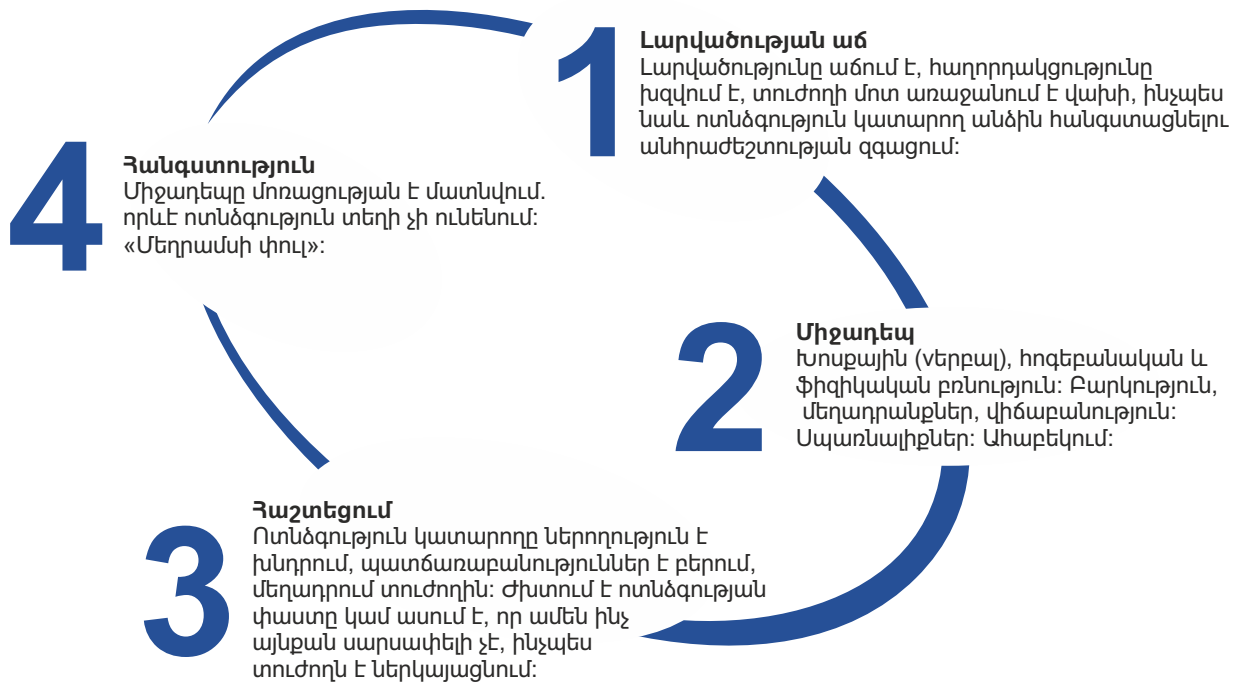 1
Լարվածության աճ
Լարվածությունը աճում է, հաղորդակցությունը
խզվում է, տուժողի մոտ առաջանում է վախի, ինչպես
նաև ոտնձգություն կատարող անձին հանգստացնելու
անհրաժեշտության զգացում:
2
Միջադեպ
Խոսքային (վերբալ), հոգեբանական և
ֆիզիկական բռնություն: Բարկություն,
մեղադրանքներ, վիճաբանություն:
Սպառնալիքներ: Ահաբեկում:
3
Հաշտեցում
Ոտնձգություն կատարողը ներողություն է
խնդրում, պատճառաբանություններ է բերում,
մեղադրում տուժողին: Ժխտում է ոտնձգության
փաստը կամ ասում է, որ ամեն ինչ
այնքան սարսափելի չէ, ինչպես
տուժողն է ներկայացնում:
4
Հանգստություն
Միջադեպը մոռացության է մատնվում.
որևէ ոտնձգություն տեղի չի ունենում:
«Մեղրամսի փուլ»: